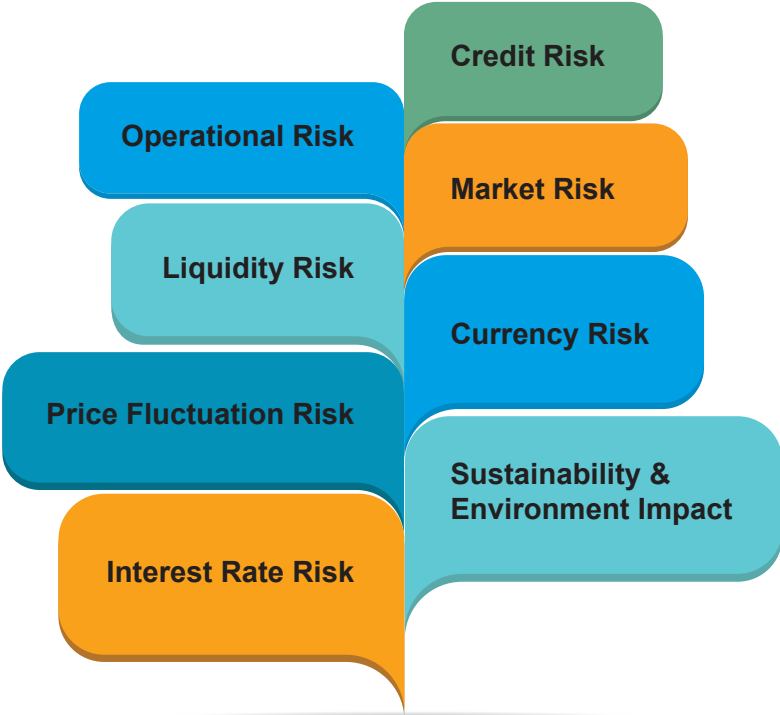 Credit Risk
Operational Risk
Market Risk
Liquidity Risk
Currency Risk
Price Fluctuation Risk
Sustainability &
Environment Impact
Interest Rate Risk